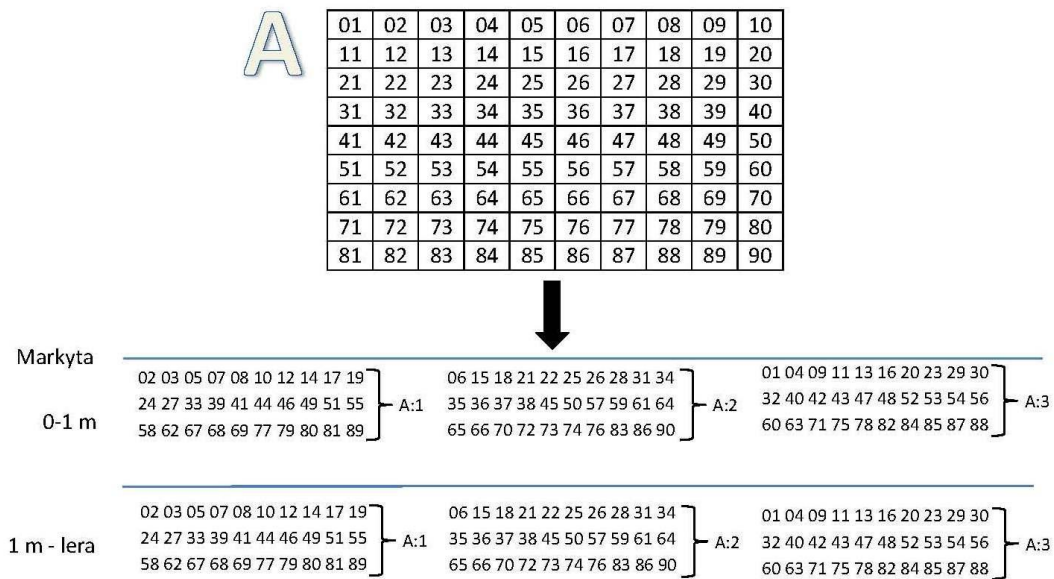 A
01 02 03 04 05 06 07 08 09 10
11 12 13 14 15 16 17 18 19 20
21 22 23 24 25 26 27 28 29 30
31 32 33 34 35 36 37 38 39 40
41 42 43 44 45 46 47 48 49 50
51 52 53 54 55 56 57 58 59 60
61 62 63 64 65 66 67 68 69 70
71 72 73 74 75 76 77 78 79 80
81 82 83 84 85 86 87 88 89 90
Markyta
0-1 m
02 03 05 07 08 10 12 14 17 19
24 27 33 39 41 44 46 49 51 55
58 62 67 68 69 77 79 80 81 89
A:1
06 15 18 21 22 25 26 28 31 34
35 36 37 38 45 50 57 59 61 64
65 66 70 72 73 74 76 83 86 90
A:2
01 04 09 11 13 16 20 23 29 30
32 40 42 43 47 48 52 53 54 56
60 63 71 75 78 82 84 85 87 88
A:3
1 m - lera
02 03 05 07 08 10 12 14 17 19
24 27 33 39 41 44 46 49 51 55
58 62 67 68 69 77 79 80 81 89
A:1
06 15 18 21 22 25 26 28 31 34
35 36 37 38 45 50 57 59 61 64
65 66 70 72 73 74 76 83 86 90
A:2
01 04 09 11 13 16 20 23 29 30
32 40 42 43 47 48 52 53 54 56
60 63 71 75 78 82 84 85 87 88
A:3